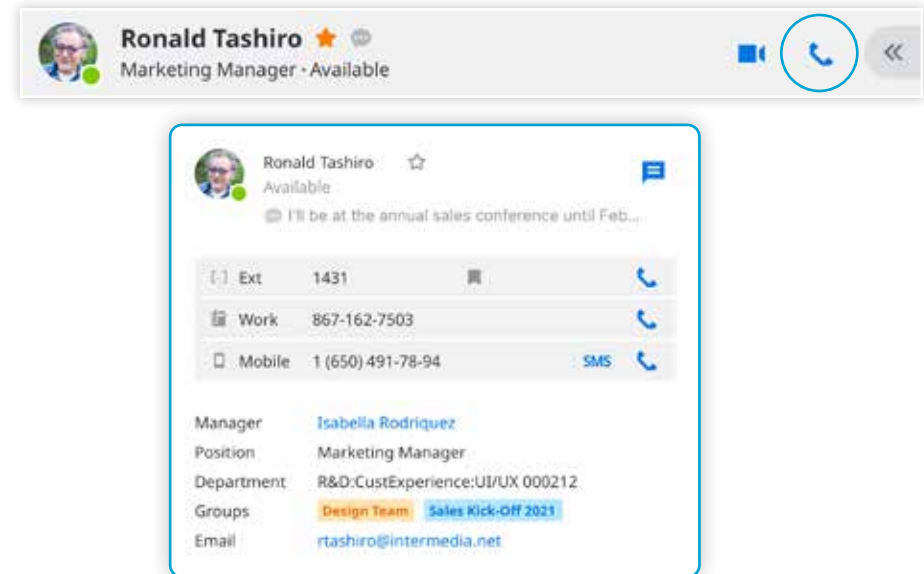 Ronald Tashiro
Marketing Manager · Available
Ronald Tashiro
Available
I'll be at the annual sales conference until Feb...
Ext 1431
Work 867-162-7503
Mobile 1 (650) 491-78-94 SMS
Manager Isabella Rodriquez
Position Marketing Manager
Department R&D:CustExperience:UI/UX 000212
Groups Design Team Sales Kick-Off 2021
Email rtashiro@intermedia.net